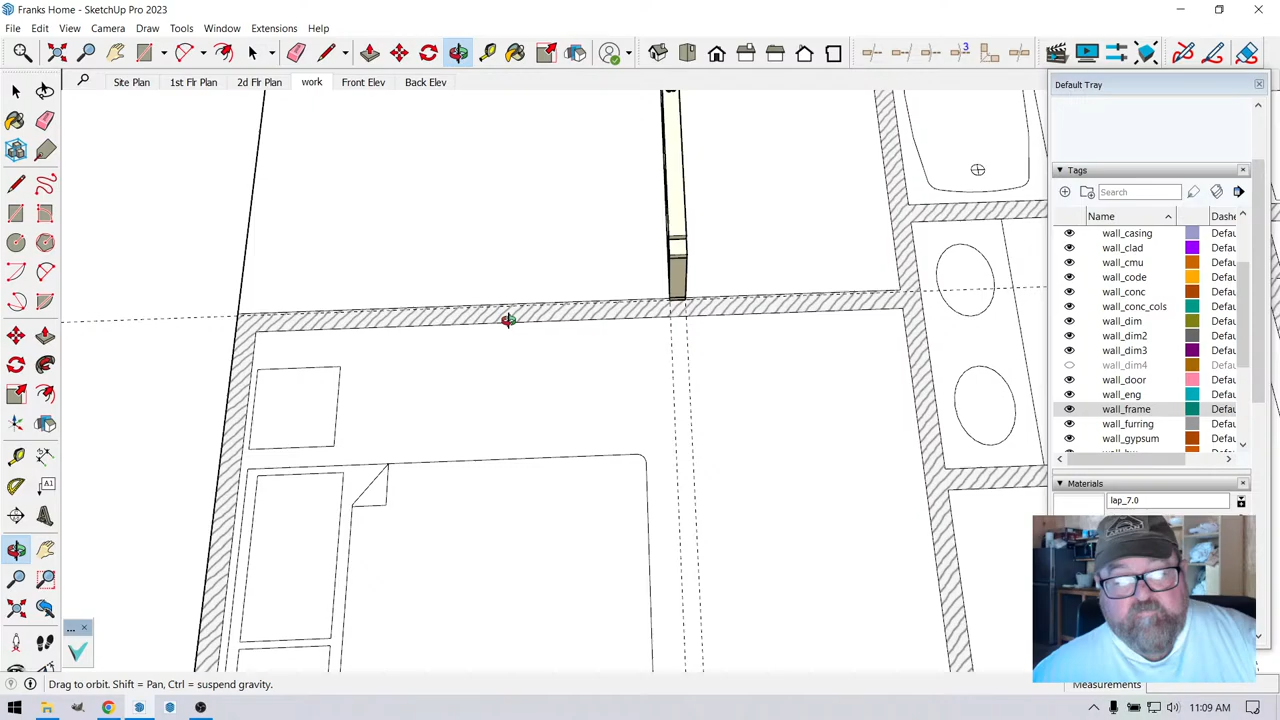 Franks Home - SketchUp Pro 2023
File Edit View Camera Draw Tools Window Extensions Help
3
Site Plan 1st Flr Plan 2d Flr Plan work Front Elev Back Elev
Default Tray
Tags
Search
Name Dashe
wall_casing Defau
wall_clad Defau
wall_cmu Defau
wall_code Defau
wall_conc Defau
wall_conc_cols Defau
wall_dim Defau
wall_dim2 Defau
wall_dim3 Defau
wall_dim4 Defau
wall_door Defau
wall_eng Defau
wall_frame Defau
wall_furring Defau
wall_gypsum Defau
Materials
lap_7.0
A1
...
ARTISAN
Drag to orbit. Shift = Pan, Ctrl = suspend gravity.
Measurements
11:09 AM